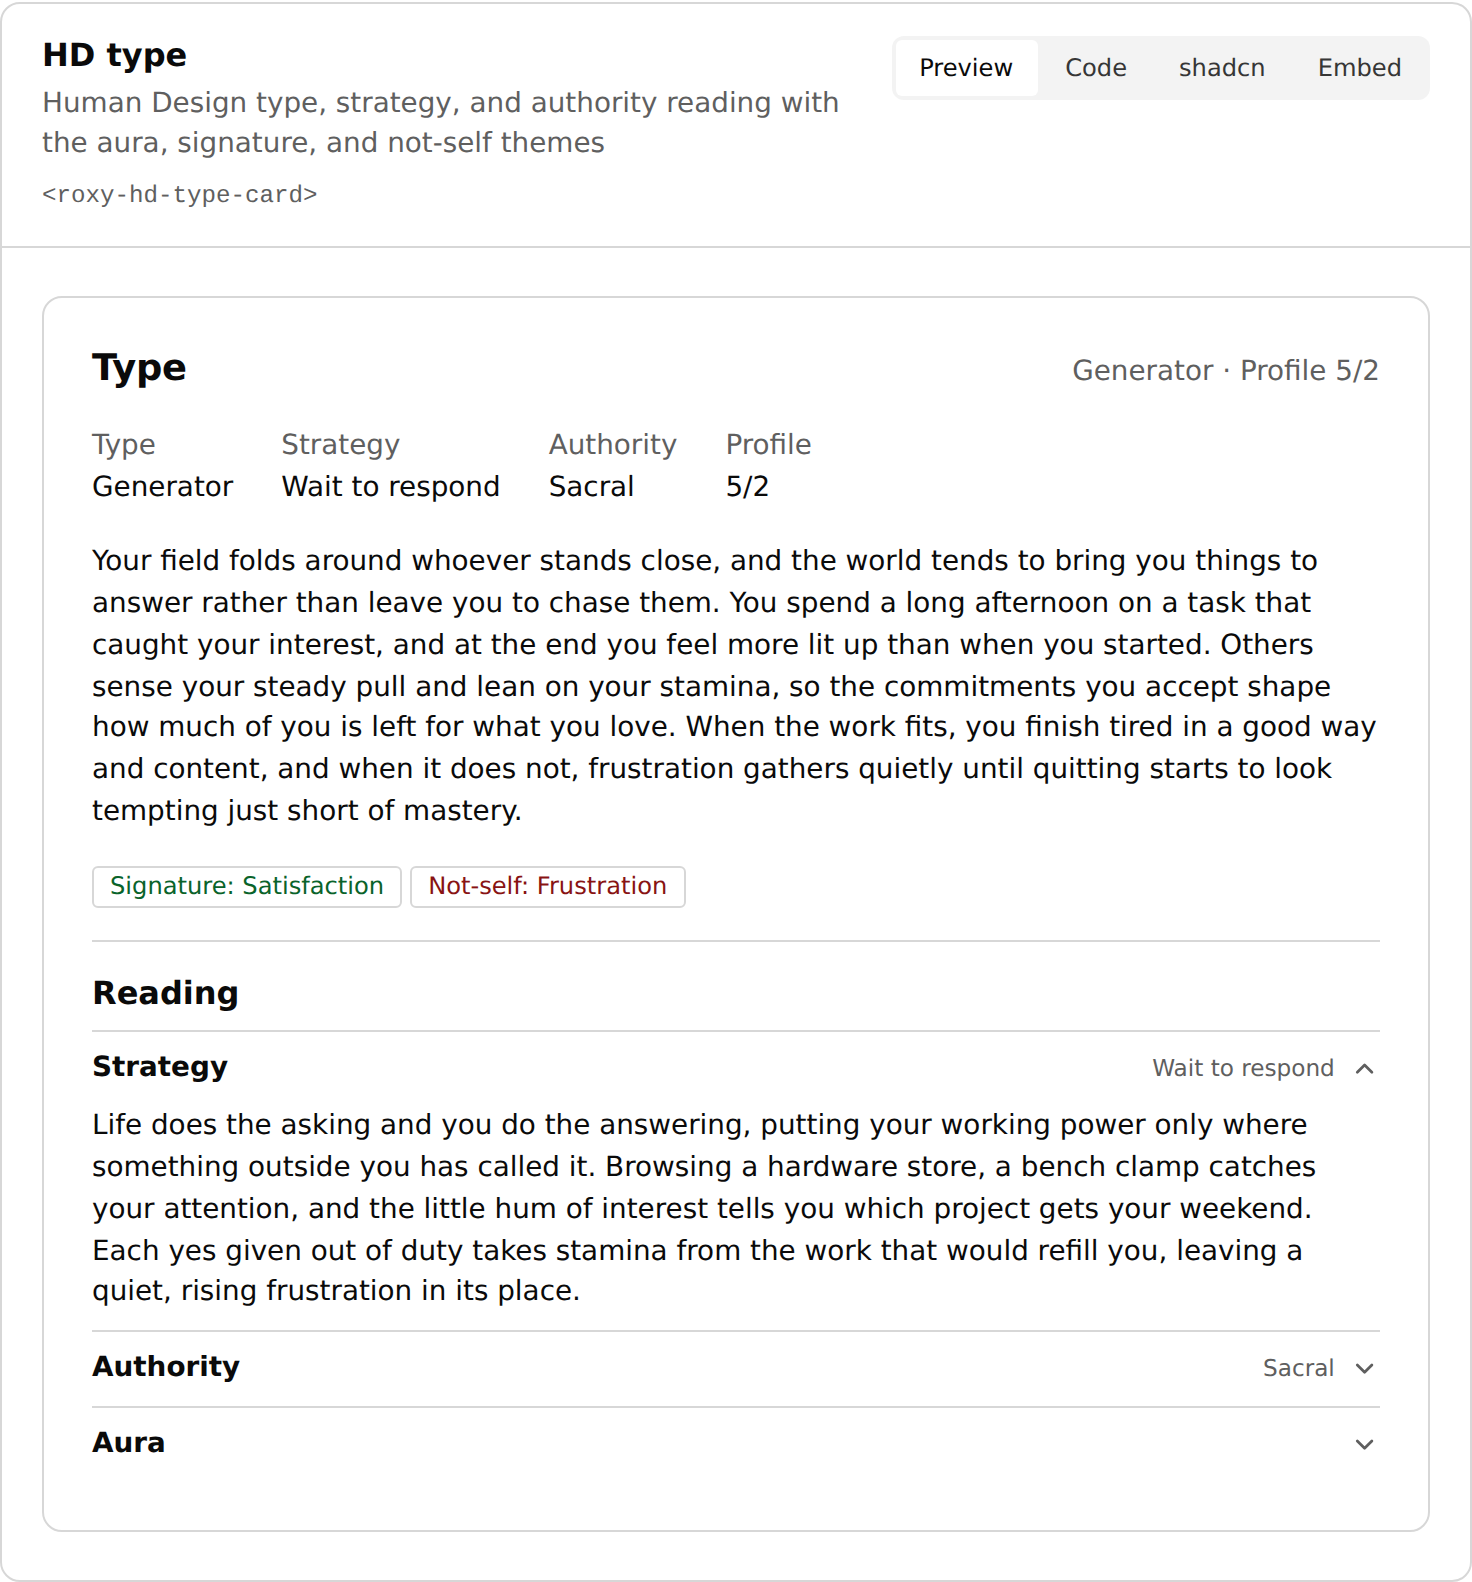 HD type
Preview Code shadcn Embed
Human Design type, strategy, and authority reading with
the aura, signature, and not-self themes
<roxy-hd-type-card>
Type
Generator · Profile 5/2
Type Strategy Authority Profile
Generator Wait to respond Sacral 5/2
Your field folds around whoever stands close, and the world tends to bring you things to
answer rather than leave you to chase them. You spend a long afternoon on a task that
caught your interest, and at the end you feel more lit up than when you started. Others
sense your steady pull and lean on your stamina, so the commitments you accept shape
how much of you is left for what you love. When the work fits, you finish tired in a good way
and content, and when it does not, frustration gathers quietly until quitting starts to look
tempting just short of mastery.
Signature: Satisfaction Not-self: Frustration
Reading
Strategy Wait to respond
Life does the asking and you do the answering, putting your working power only where
something outside you has called it. Browsing a hardware store, a bench clamp catches
your attention, and the little hum of interest tells you which project gets your weekend.
Each yes given out of duty takes stamina from the work that would refill you, leaving a
quiet, rising frustration in its place.
Authority Sacral
Aura